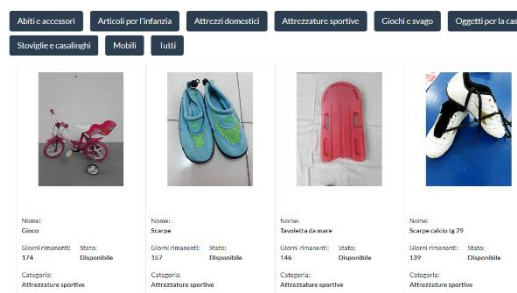 Abiti e accessori Articoli per l'infanzia Attrezzi domestici Attrezzature sportive Giochi e svago Oggetti per la cas
Stoviglie e casalinghi Mobili Tutti
Nome: Nome: Nome: Nome:
Gioco Scarpe Tavoletta da mare Scarpe calcio tg 29
Giorni rimanenti: Stato: Giorni rimanenti: Stato: Giorni rimanenti: Stato: Giorni rimanenti: Stato:
174 Disponibile 157 Disponibile 146 Disponibile 139 Disponibile
Categoria: Categoria: Categoria: Categoria:
Attrezzature sportive Attrezzature sportive Attrezzature sportive Attrezzature sportive